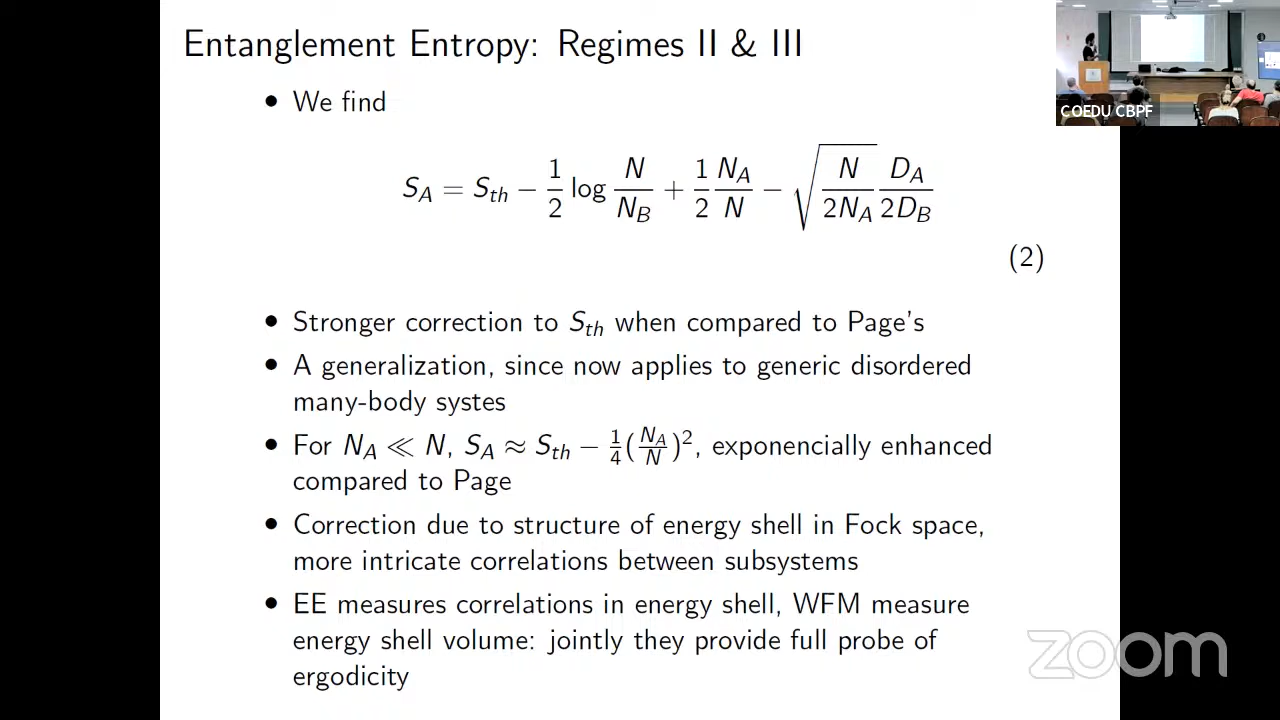 Entanglement Entropy: Regimes II & III
• We find
S_A = S_th − 1/2 log N/N_B + 1/2 N_A/N − √(N/2N_A) D_A/2D_B
(2)
• Stronger correction to S_th when compared to Page's
• A generalization, since now applies to generic disordered
many-body systes
• For N_A ≪ N, S_A ≈ S_th − 1/4(N_A/N)², exponencially enhanced
compared to Page
• Correction due to structure of energy shell in Fock space,
more intricate correlations between subsystems
• EE measures correlations in energy shell, WFM measure
energy shell volume: jointly they provide full probe of
ergodicity
COEDU CBPF
zoom